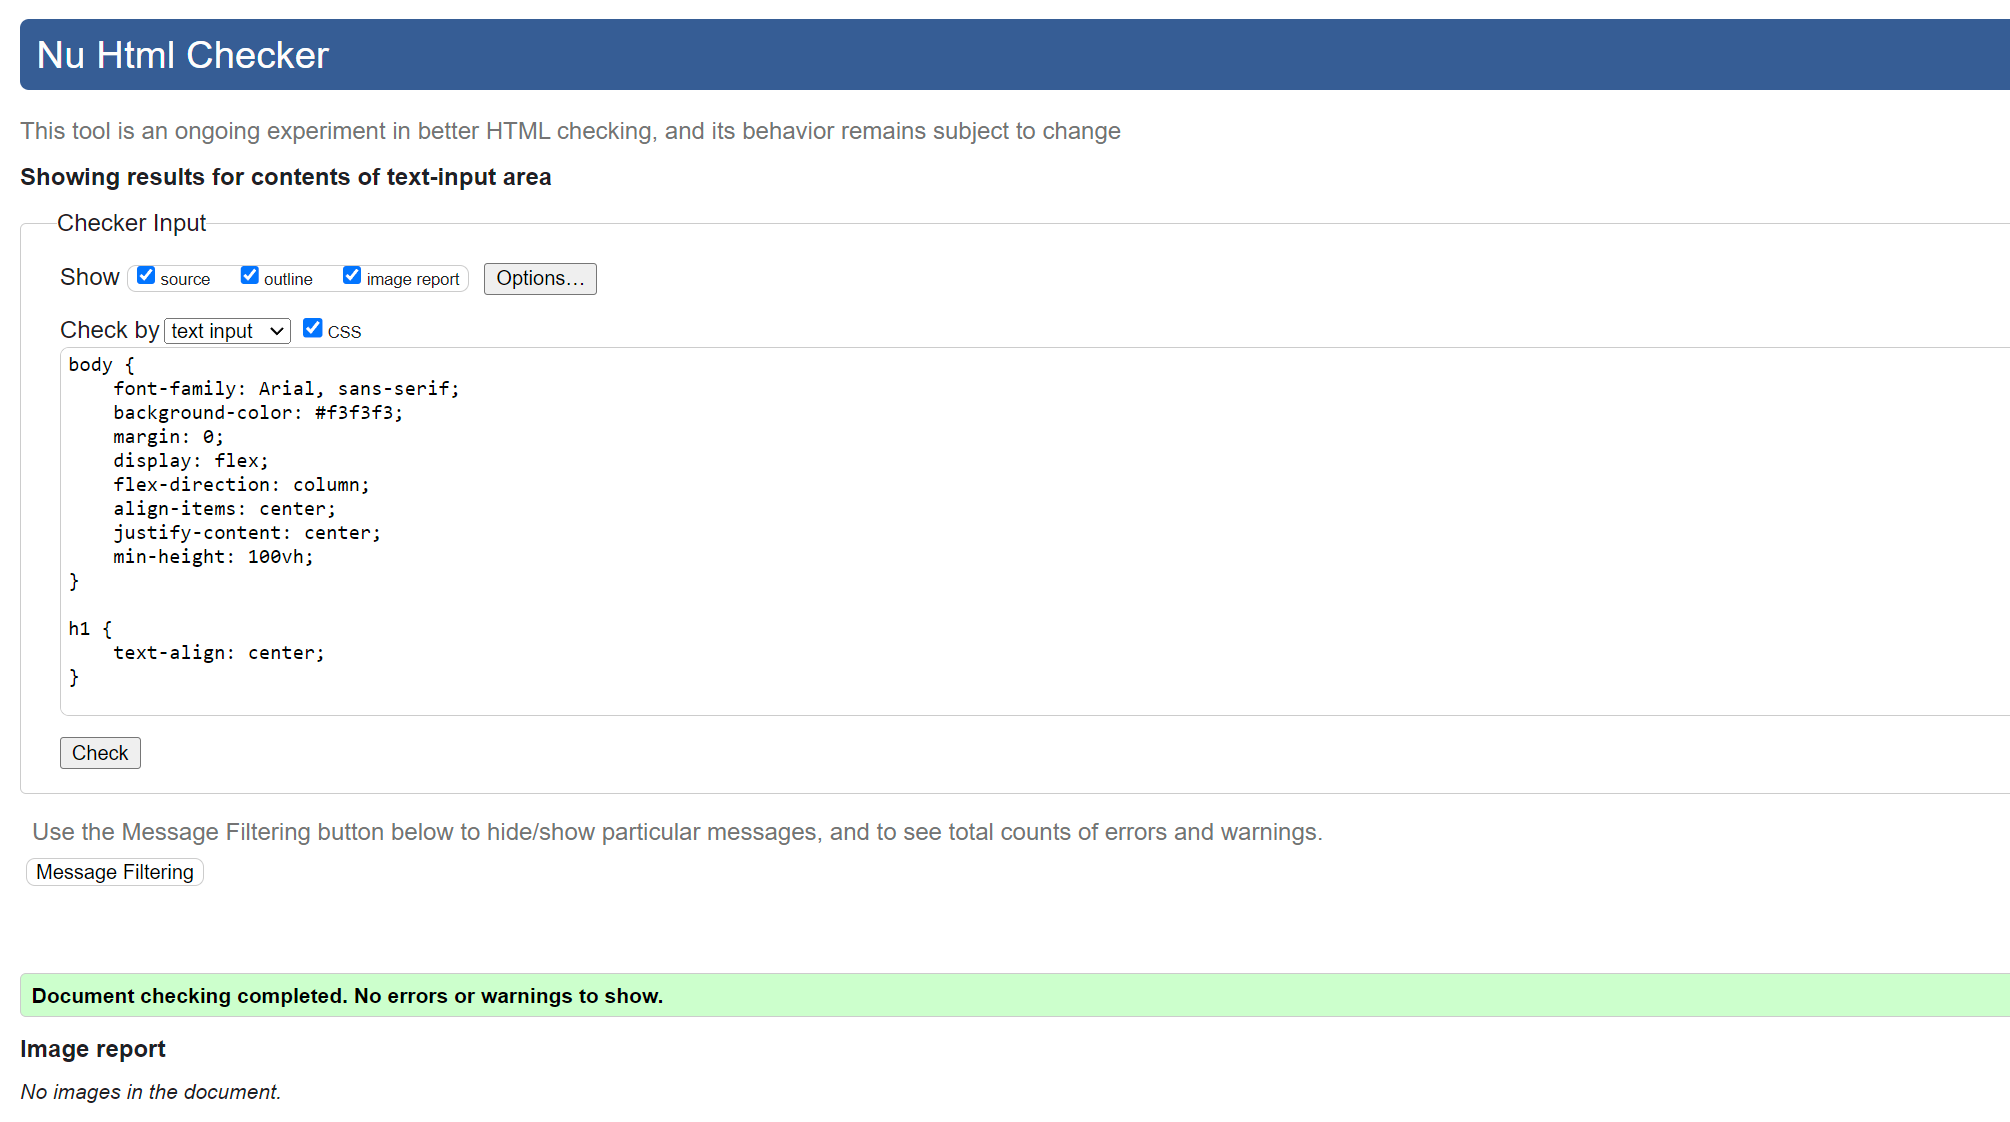 Nu Html Checker
This tool is an ongoing experiment in better HTML checking, and its behavior remains subject to change
Showing results for contents of text-input area
Checker Input
Show source outline image report Options...
Check by text input CSS
body {
    font-family: Arial, sans-serif;
    background-color: #f3f3f3;
    margin: 0;
    display: flex;
    flex-direction: column;
    align-items: center;
    justify-content: center;
    min-height: 100vh;
}
h1 {
    text-align: center;
}
Check
Use the Message Filtering button below to hide/show particular messages, and to see total counts of errors and warnings.
Message Filtering
Document checking completed. No errors or warnings to show.
Image report
No images in the document.